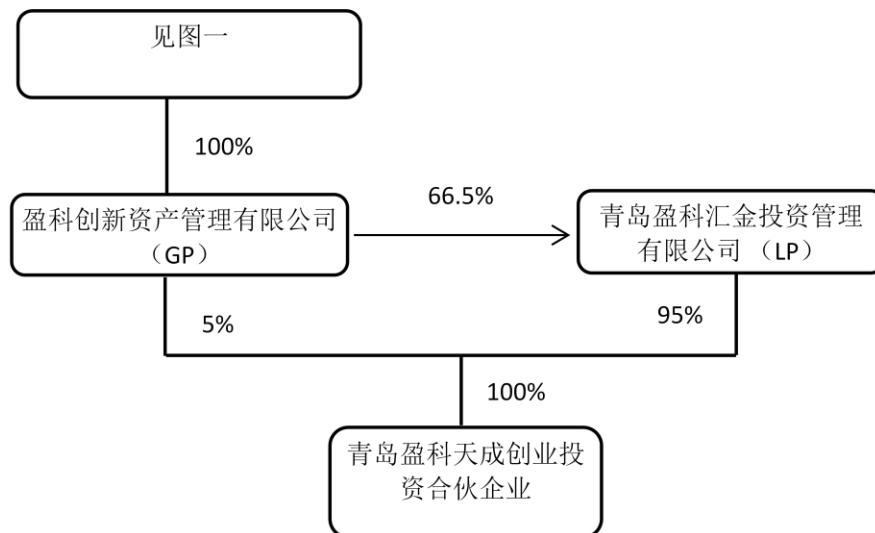 见图一
100%
盈科创新资产管理有限公司
（GP）
66.5%
青岛盈科汇金投资管理
有限公司 （LP）
5%
95%
100%
青岛盈科天成创业投
资合伙企业